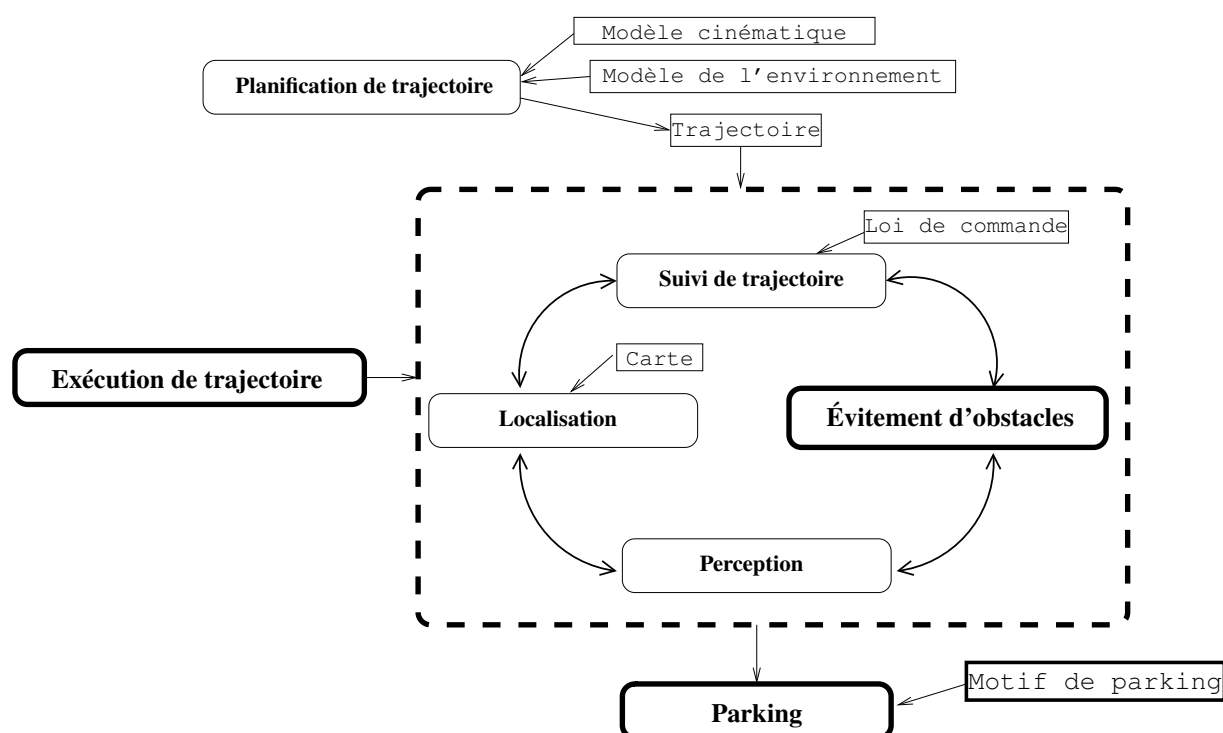 Modèle cinématique
Planification de trajectoire
Modèle de l'environnement
Trajectoire
Loi de commande
Suivi de trajectoire
Carte
Exécution de trajectoire
Localisation
Évitement d'obstacles
Perception
Motif de parking
Parking